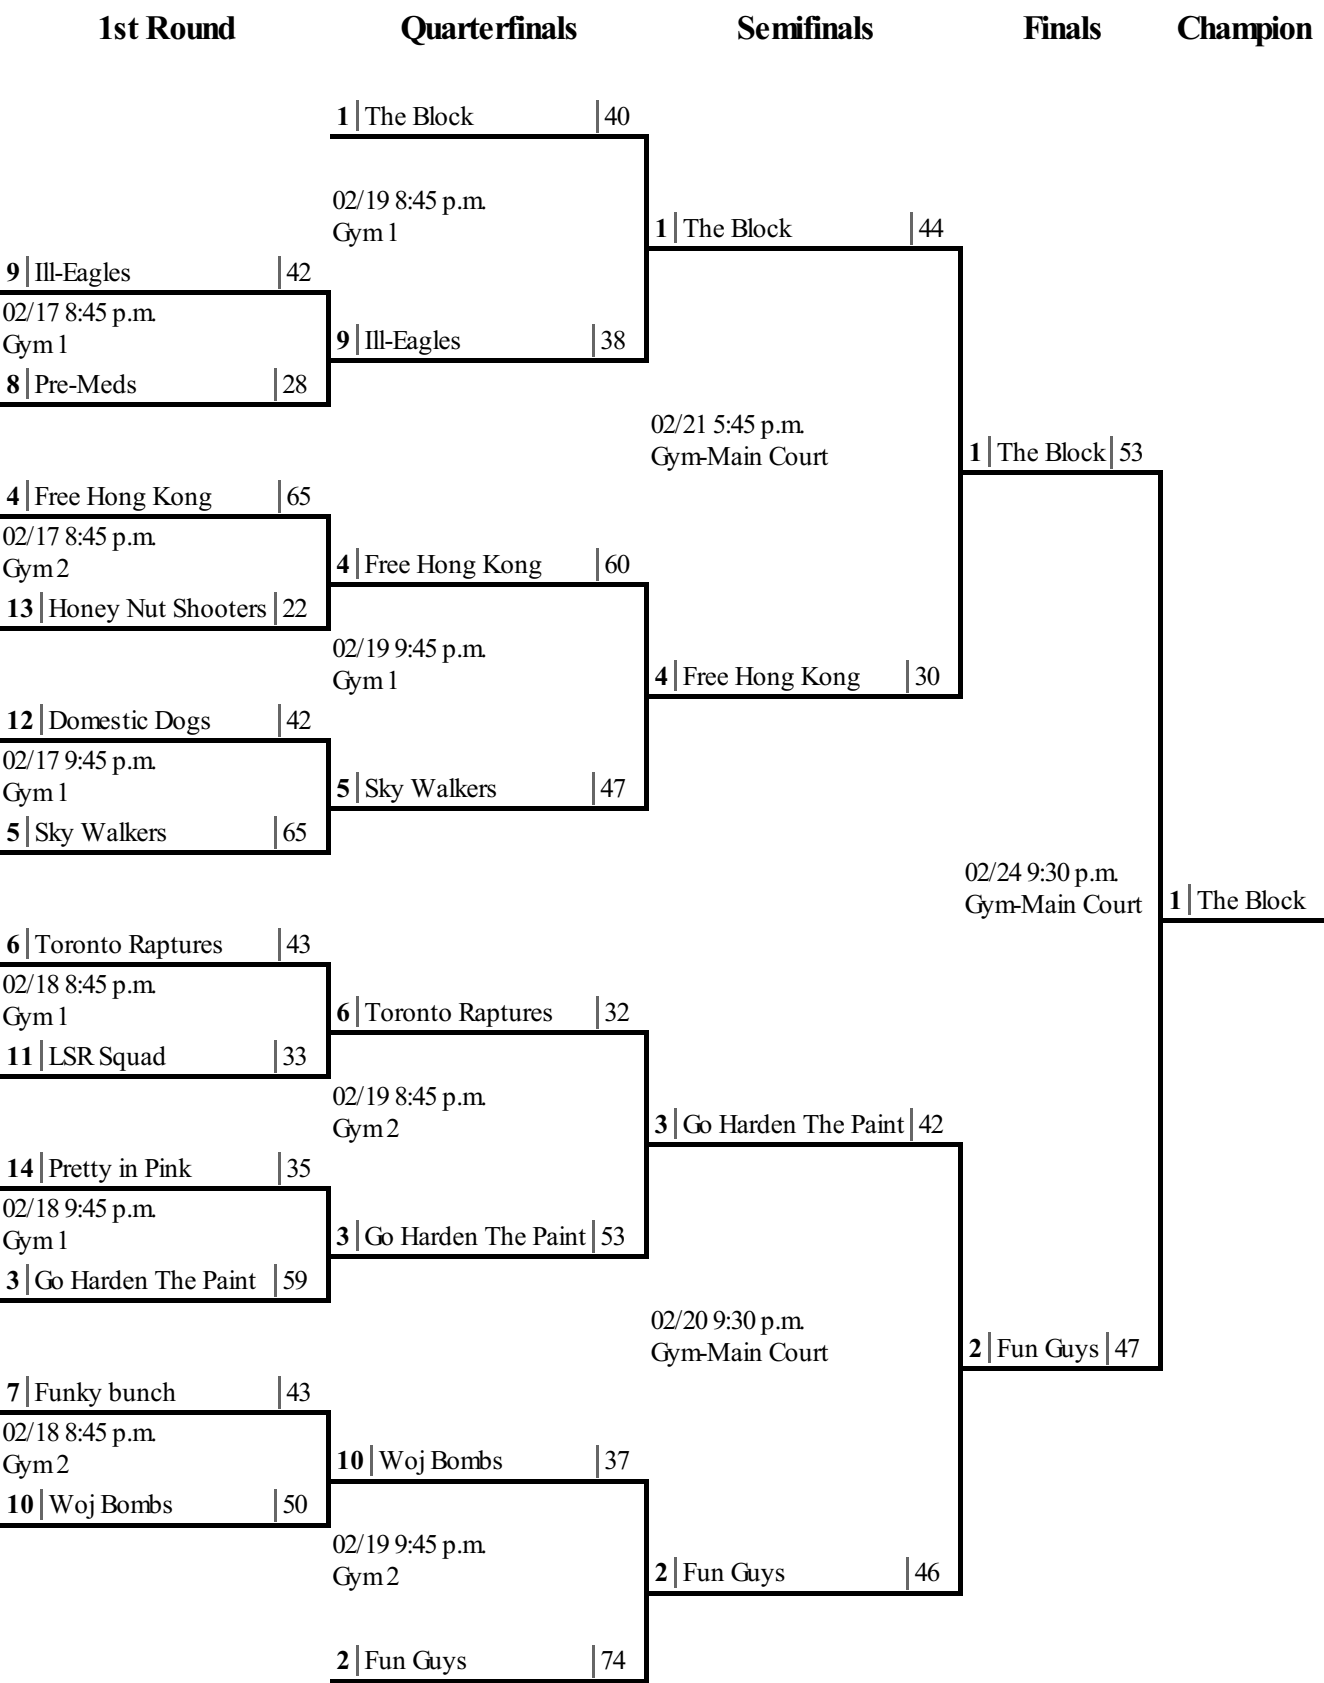 1st Round
Quarterfinals
Semifinals
Finals
Champion
1 The Block 40
02/19 8:45 p.m.
Gym 1
1 The Block 44
9 Ill-Eagles 42
02/17 8:45 p.m.
Gym 1
9 Ill-Eagles 38
8 Pre-Meds 28
02/21 5:45 p.m.
Gym-Main Court
1 The Block 53
4 Free Hong Kong 65
02/17 8:45 p.m.
Gym 2
4 Free Hong Kong 60
13 Honey Nut Shooters 22
02/19 9:45 p.m.
Gym 1
4 Free Hong Kong 30
12 Domestic Dogs 42
02/17 9:45 p.m.
Gym 1
5 Sky Walkers 47
5 Sky Walkers 65
02/24 9:30 p.m.
Gym-Main Court
1 The Block
6 Toronto Raptures 43
02/18 8:45 p.m.
Gym 1
6 Toronto Raptures 32
11 LSR Squad 33
02/19 8:45 p.m.
Gym 2
3 Go Harden The Paint 42
14 Pretty in Pink 35
02/18 9:45 p.m.
Gym 1
3 Go Harden The Paint 53
3 Go Harden The Paint 59
02/20 9:30 p.m.
Gym-Main Court
2 Fun Guys 47
7 Funky bunch 43
02/18 8:45 p.m.
Gym 2
10 Woj Bombs 37
10 Woj Bombs 50
02/19 9:45 p.m.
Gym 2
2 Fun Guys 46
2 Fun Guys 74